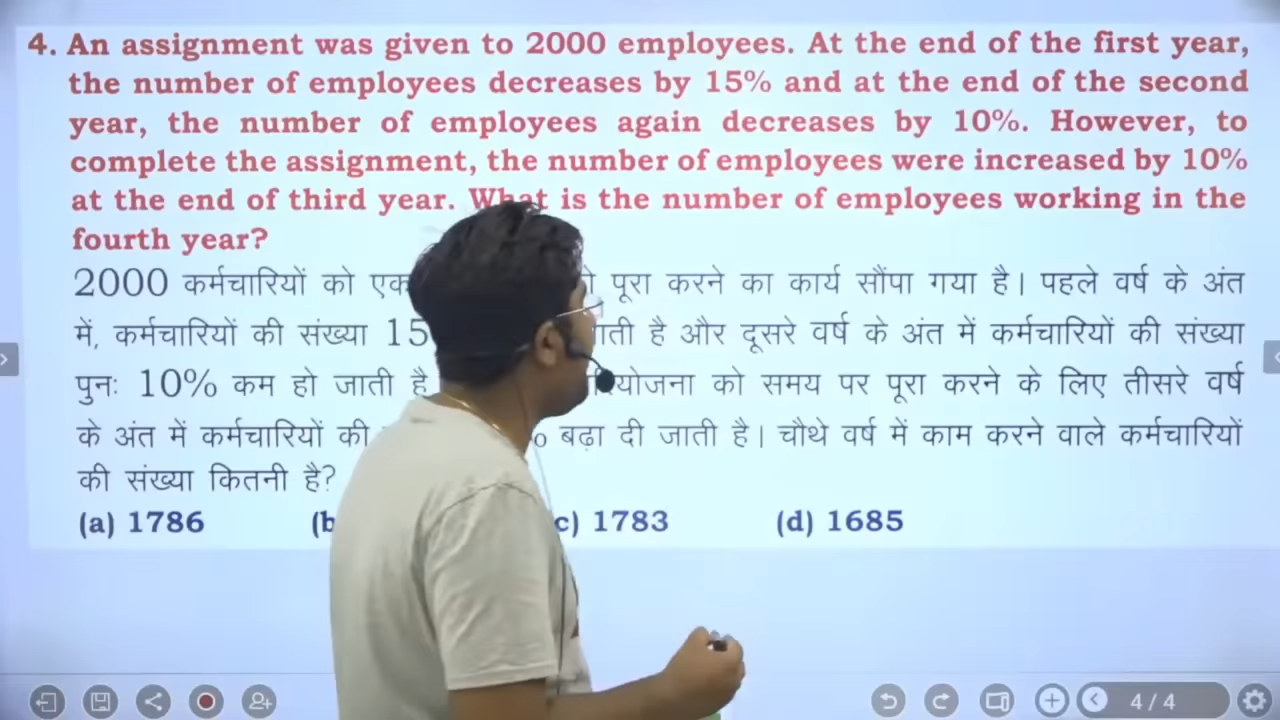 4. An assignment was given to 2000 employees. At the end of the first year,
the number of employees decreases by 15% and at the end of the second
year, the number of employees again decreases by 10%. However, to
complete the assignment, the number of employees were increased by 10%
at the end of third year. What is the number of employees working in the
fourth year?
2000 कर्मचारियों को पूरा करने का कार्य सौंपा गया है। पहले वर्ष के अंत
में, कर्मचारियों की संख्या 15 है और दूसरे वर्ष के अंत में कर्मचारियों की संख्या
पुनः 10% कम हो जाती है को समय पर पूरा करने के लिए तीसरे वर्ष
के अंत में कर्मचारियों की बढ़ा दी जाती है। चौथे वर्ष में काम करने वाले कर्मचारियों
की संख्या कितनी है?
(a) 1786 (b c) 1783 (d) 1685
4 / 4